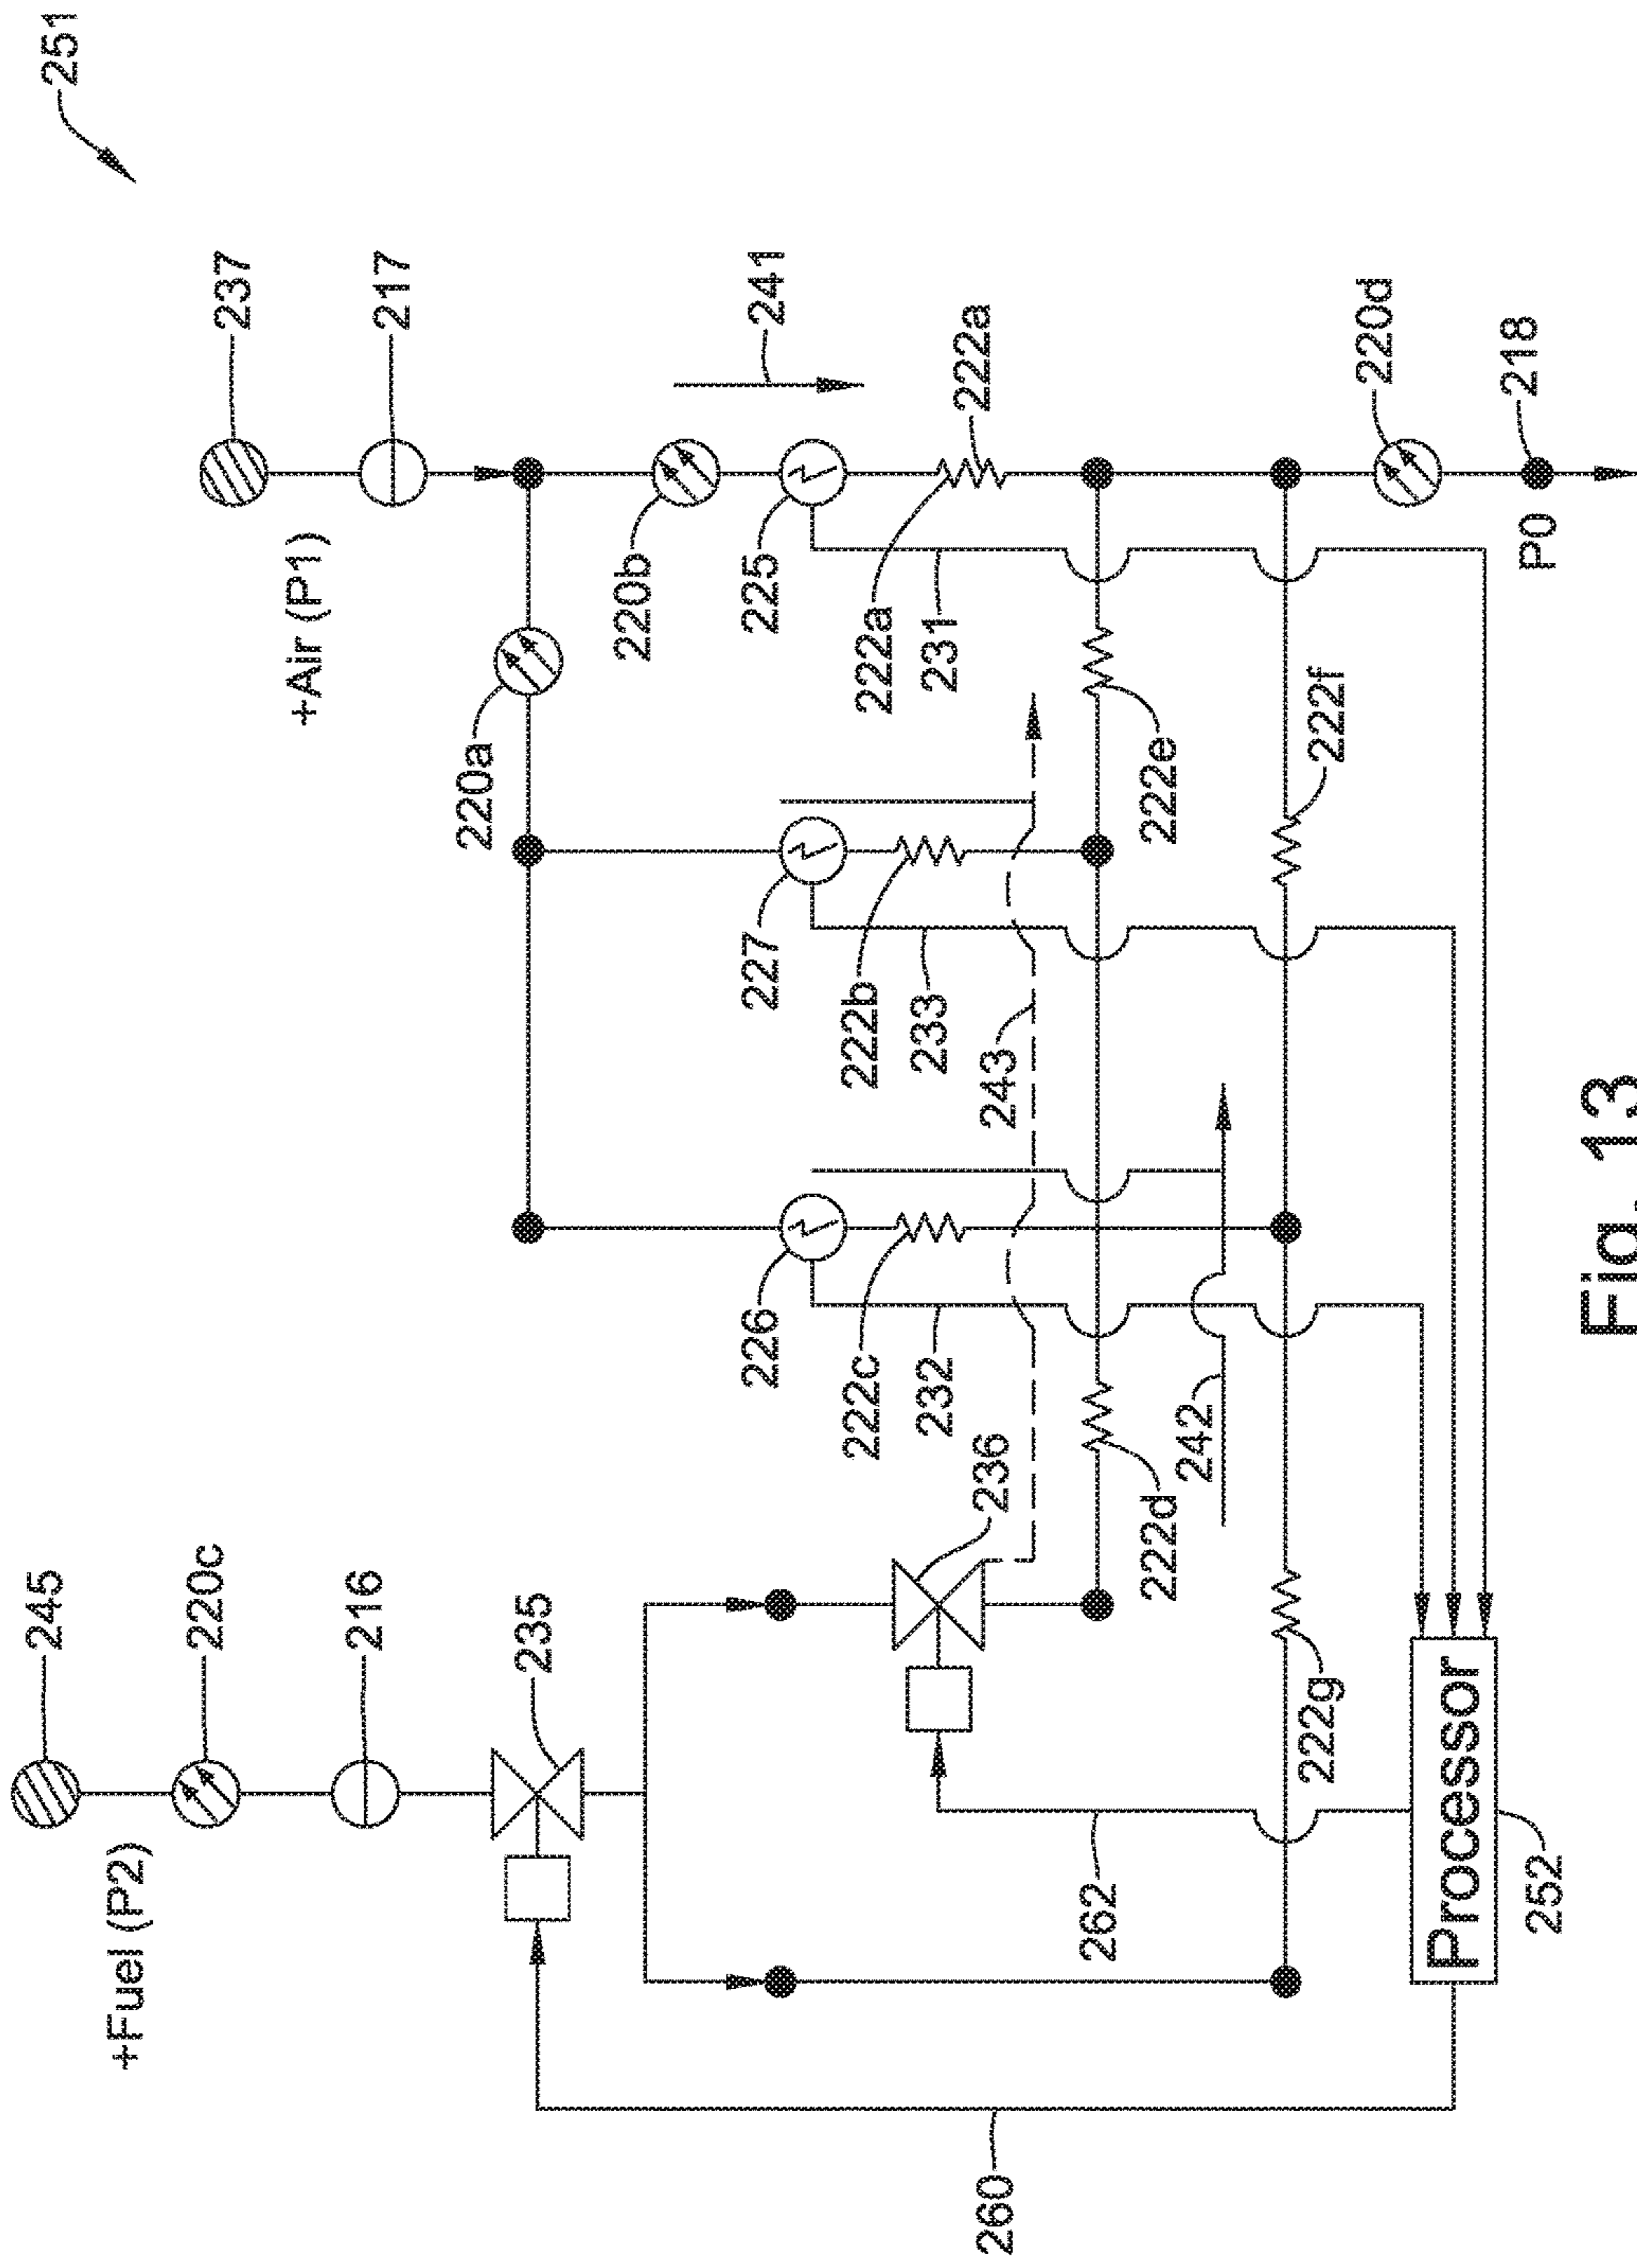 251
237
217
+Air (P1)
241
220a
220b
225
222a
222a
231
220d
218
P0
227
222b
233
243
222e
222f
226
222c
232
236
222d
242
245
220c
216
+Fuel (P2)
235
222g
262
Processor
252
260
Fig. 13